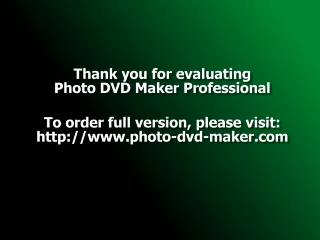 Thank you for evaluating
Photo DVD Maker Professional
To order full version, please visit:
http://www.photo-dvd-maker.com